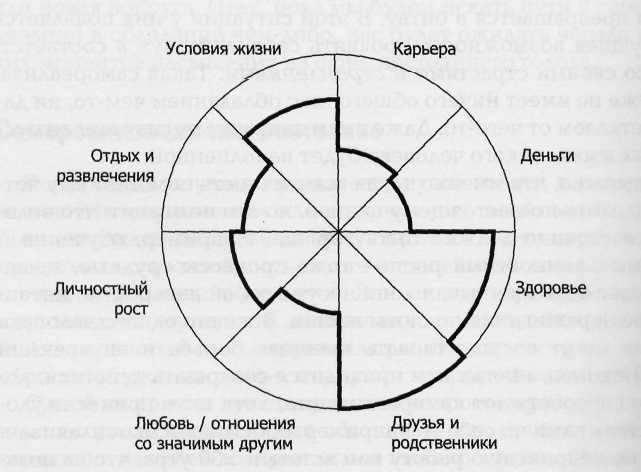 Условия жизни
Карьера
Отдых и
развлечения
Деньги
Личностный
рост
Здоровье
Любовь / отношения
со значимым другим
Друзья и
родственники